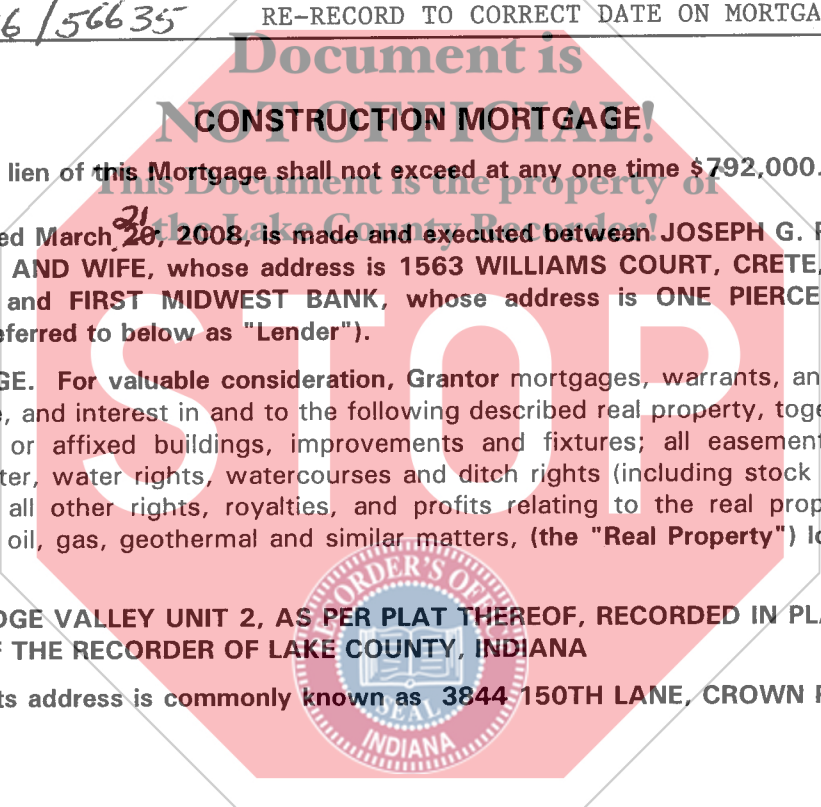 6/56635 RE-RECORD TO CORRECT DATE ON MORTGA
Document is
NOT OFFICIAL!
CONSTRUCTION MORTGAGE
lien of this Mortgage shall not exceed at any one time $792,000.
This Document is the property of
the Lake County Recorder!
21
ed March 20, 2008, is made and executed between JOSEPH G.
AND WIFE, whose address is 1563 WILLIAMS COURT, CRETE,
and FIRST MIDWEST BANK, whose address is ONE PIERCE
eferred to below as "Lender").
STOP
GE. For valuable consideration, Grantor mortgages, warrants, an
, and interest in and to the following described real property, toge
or affixed buildings, improvements and fixtures; all easement
ter, water rights, watercourses and ditch rights (including stock
all other rights, royalties, and profits relating to the real prop
oil, gas, geothermal and similar matters, (the "Real Property") lo
RECORDER'S OFFIC
DGE VALLEY UNIT 2, AS PER PLAT THEREOF, RECORDED IN PLA
F THE RECORDER OF LAKE COUNTY, INDIANA
ts address is commonly known as 3844 150TH LANE, CROWN P
SEAL
INDIANA